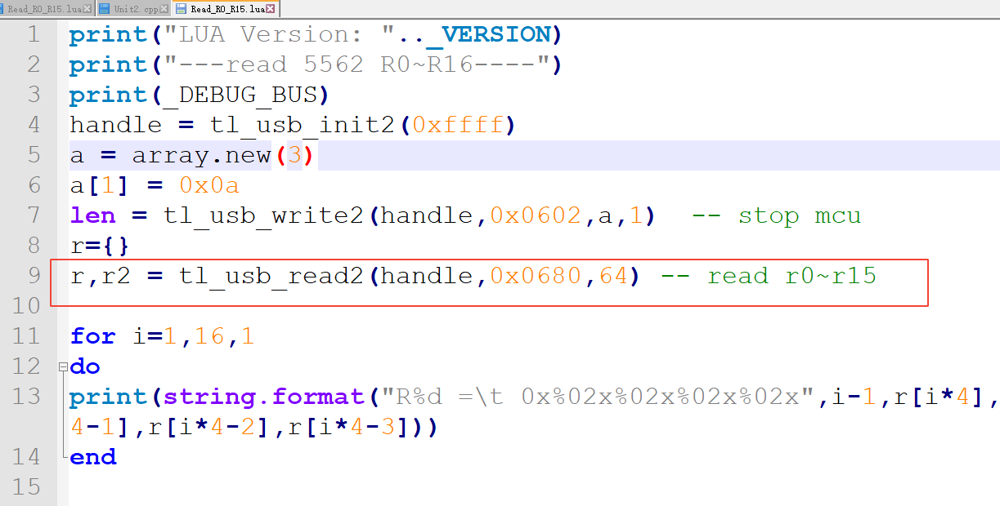 Read_R0_R15.lua Unit2.cpp Read_R0_R15.lua
1 print("LUA Version: ".._VERSION)
2 print("---read 5562 R0~R16----")
3 print(_DEBUG_BUS)
4 handle = tl_usb_init2(0xffff)
5 a = array.new(3)
6 a[1] = 0x0a
7 len = tl_usb_write2(handle,0x0602,a,1)  -- stop mcu
8 r={}
9 r,r2 = tl_usb_read2(handle,0x0680,64) -- read r0~r15
10
11 for i=1,16,1
12 do
13 print(string.format("R%d =\t 0x%02x%02x%02x%02x",i-1,r[i*4],
4-1],r[i*4-2],r[i*4-3]))
14 end
15